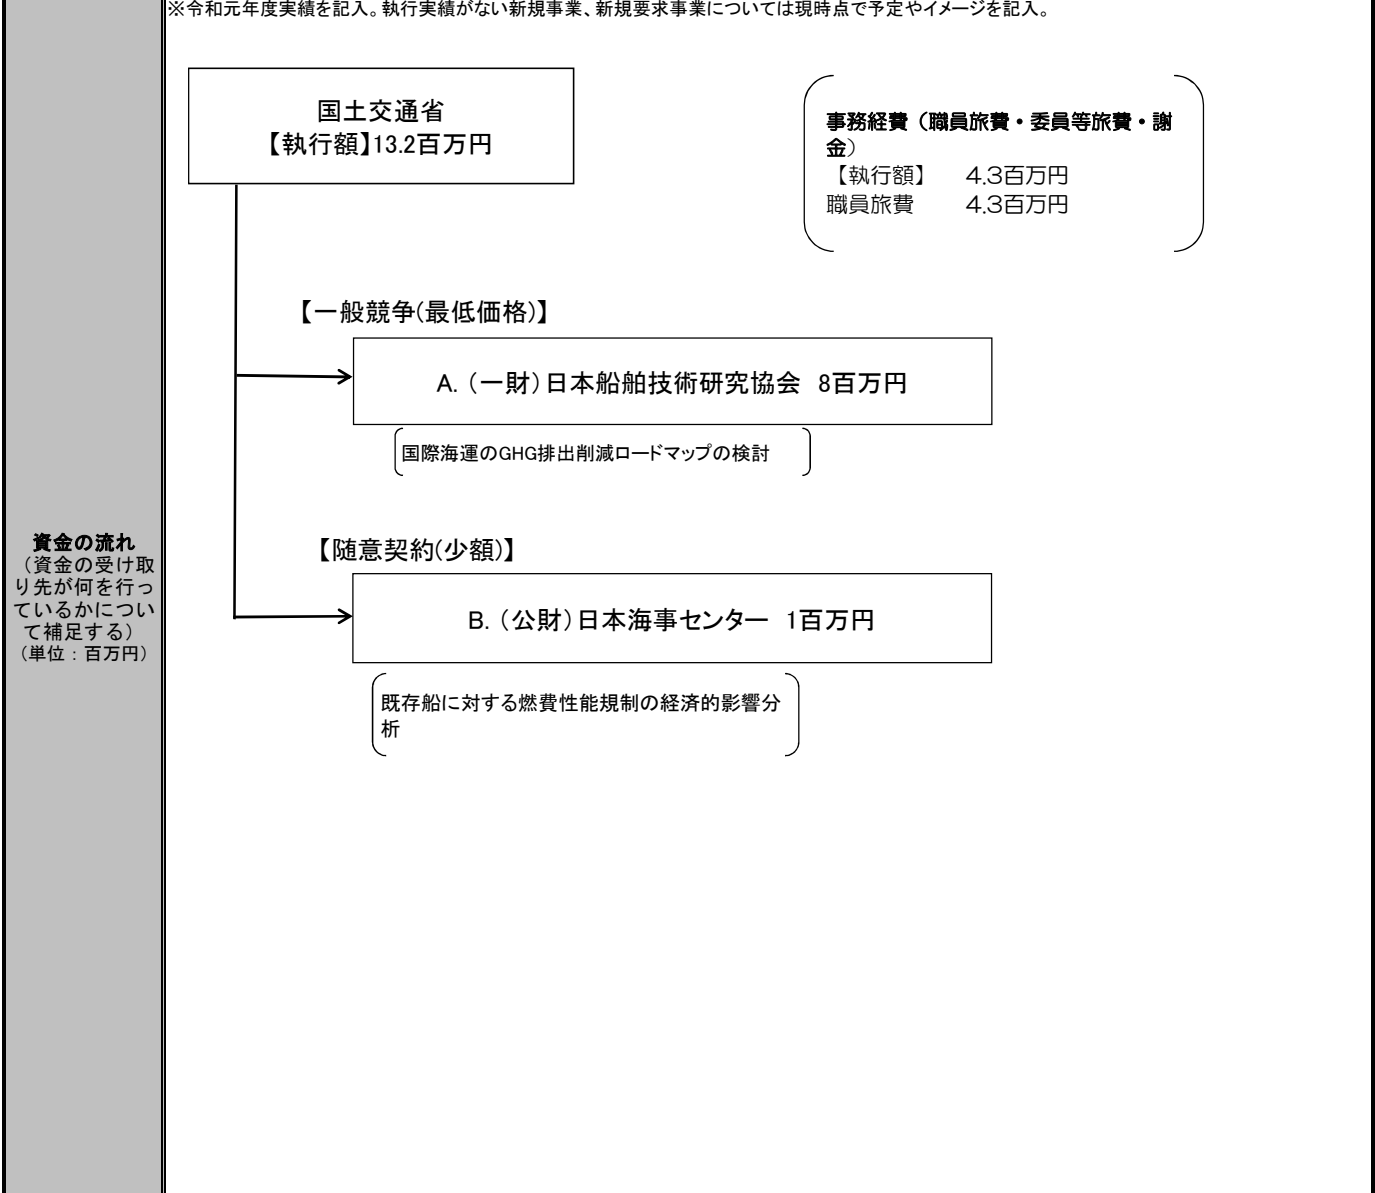 ※令和元年度実績を記入。執行実績がない新規事業、新規要求事業については現時点で予定やイメージを記入。
資金の流れ
（資金の受け取
り先が何を行っ
ているかについ
て補足する）
（単位：百万円）
国土交通省
【執行額】13.2百万円
事務経費（職員旅費・委員等旅費・謝
金）
【執行額】　4.3百万円
職員旅費　4.3百万円
【一般競争(最低価格)】
A.（一財）日本船舶技術研究協会　8百万円
国際海運のGHG排出削減ロードマップの検討
【随意契約(少額)】
B.（公財）日本海事センター　1百万円
既存船に対する燃費性能規制の経済的影響分
析